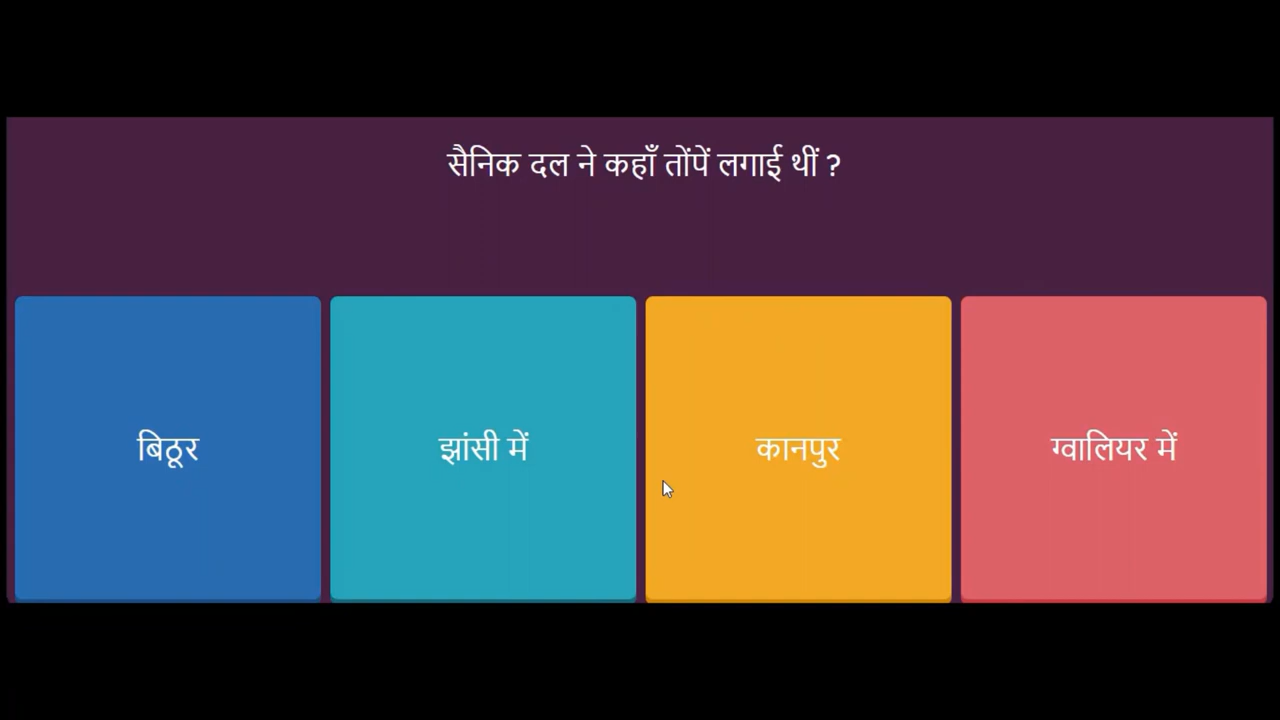 सैनिक दल ने कहाँ तोंपें लगाई थीं ?
बिठूर
झांसी में
कानपुर
ग्वालियर में